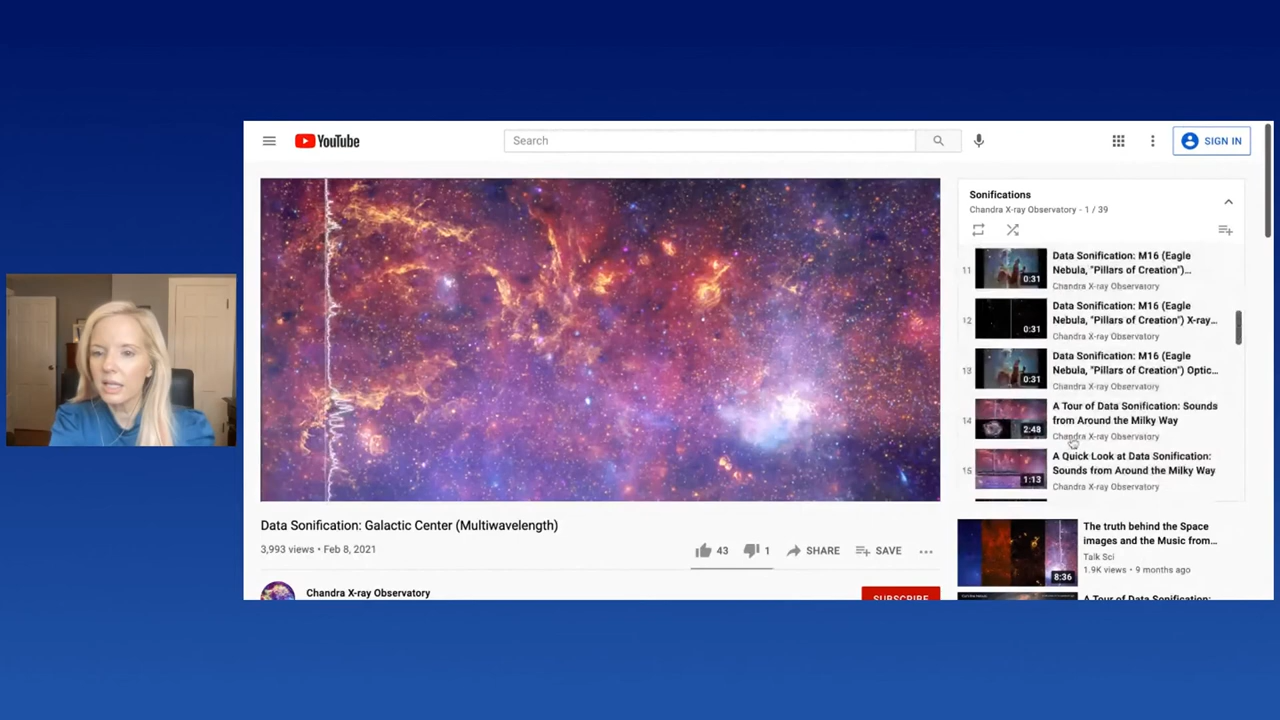 YouTube
Search
SIGN IN
Sonifications
Chandra X-ray Observatory - 1 / 39
11
0:31
Data Sonification: M16 (Eagle
Nebula, "Pillars of Creation")...
Chandra X-ray Observatory
12
0:31
Data Sonification: M16 (Eagle
Nebula, "Pillars of Creation") X-ray...
Chandra X-ray Observatory
13
0:31
Data Sonification: M16 (Eagle
Nebula, "Pillars of Creation") Optic...
Chandra X-ray Observatory
14
2:48
A Tour of Data Sonification: Sounds
from Around the Milky Way
Chandra X-ray Observatory
15
1:13
A Quick Look at Data Sonification:
Sounds from Around the Milky Way
Chandra X-ray Observatory
Data Sonification: Galactic Center (Multiwavelength)
3,993 views • Feb 8, 2021
43
1
SHARE
SAVE
Chandra X-ray Observatory
SUBSCRIBE
8:36
The truth behind the Space
images and the Music from...
Talk Sci
1.9K views • 9 months ago
A Tour of Data Sonification: